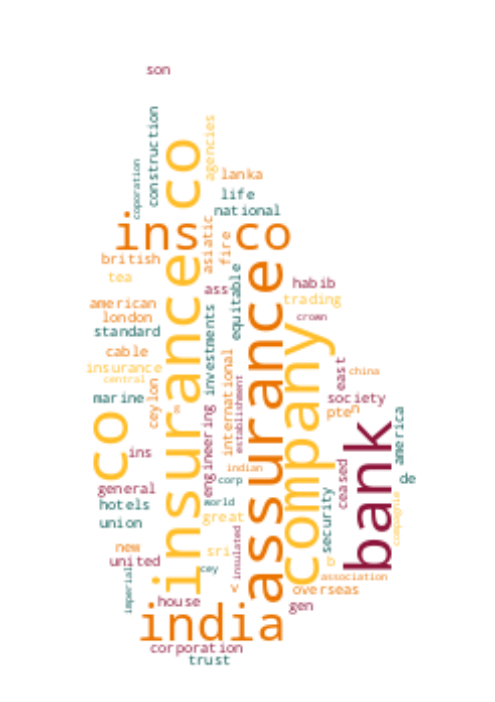 son
construction
coporation
agencies
co
lanka
life
national
ins co
asiatic
fire
british
tea
ass
equitable
habib
trading
crown
american
london
standard
investments
insurance
assurance
company
cable
insurance
central
marine
ceylon
international
establishment
east
china
society
pte
n
co
ins
engineering
indian
corp
bank
america
de
general
hotels
union
world
great
security
ceased
compagnie
new
united
sri
insulated
cey
v
b
association
overseas
imperial
house
gen
india
corporation
trust